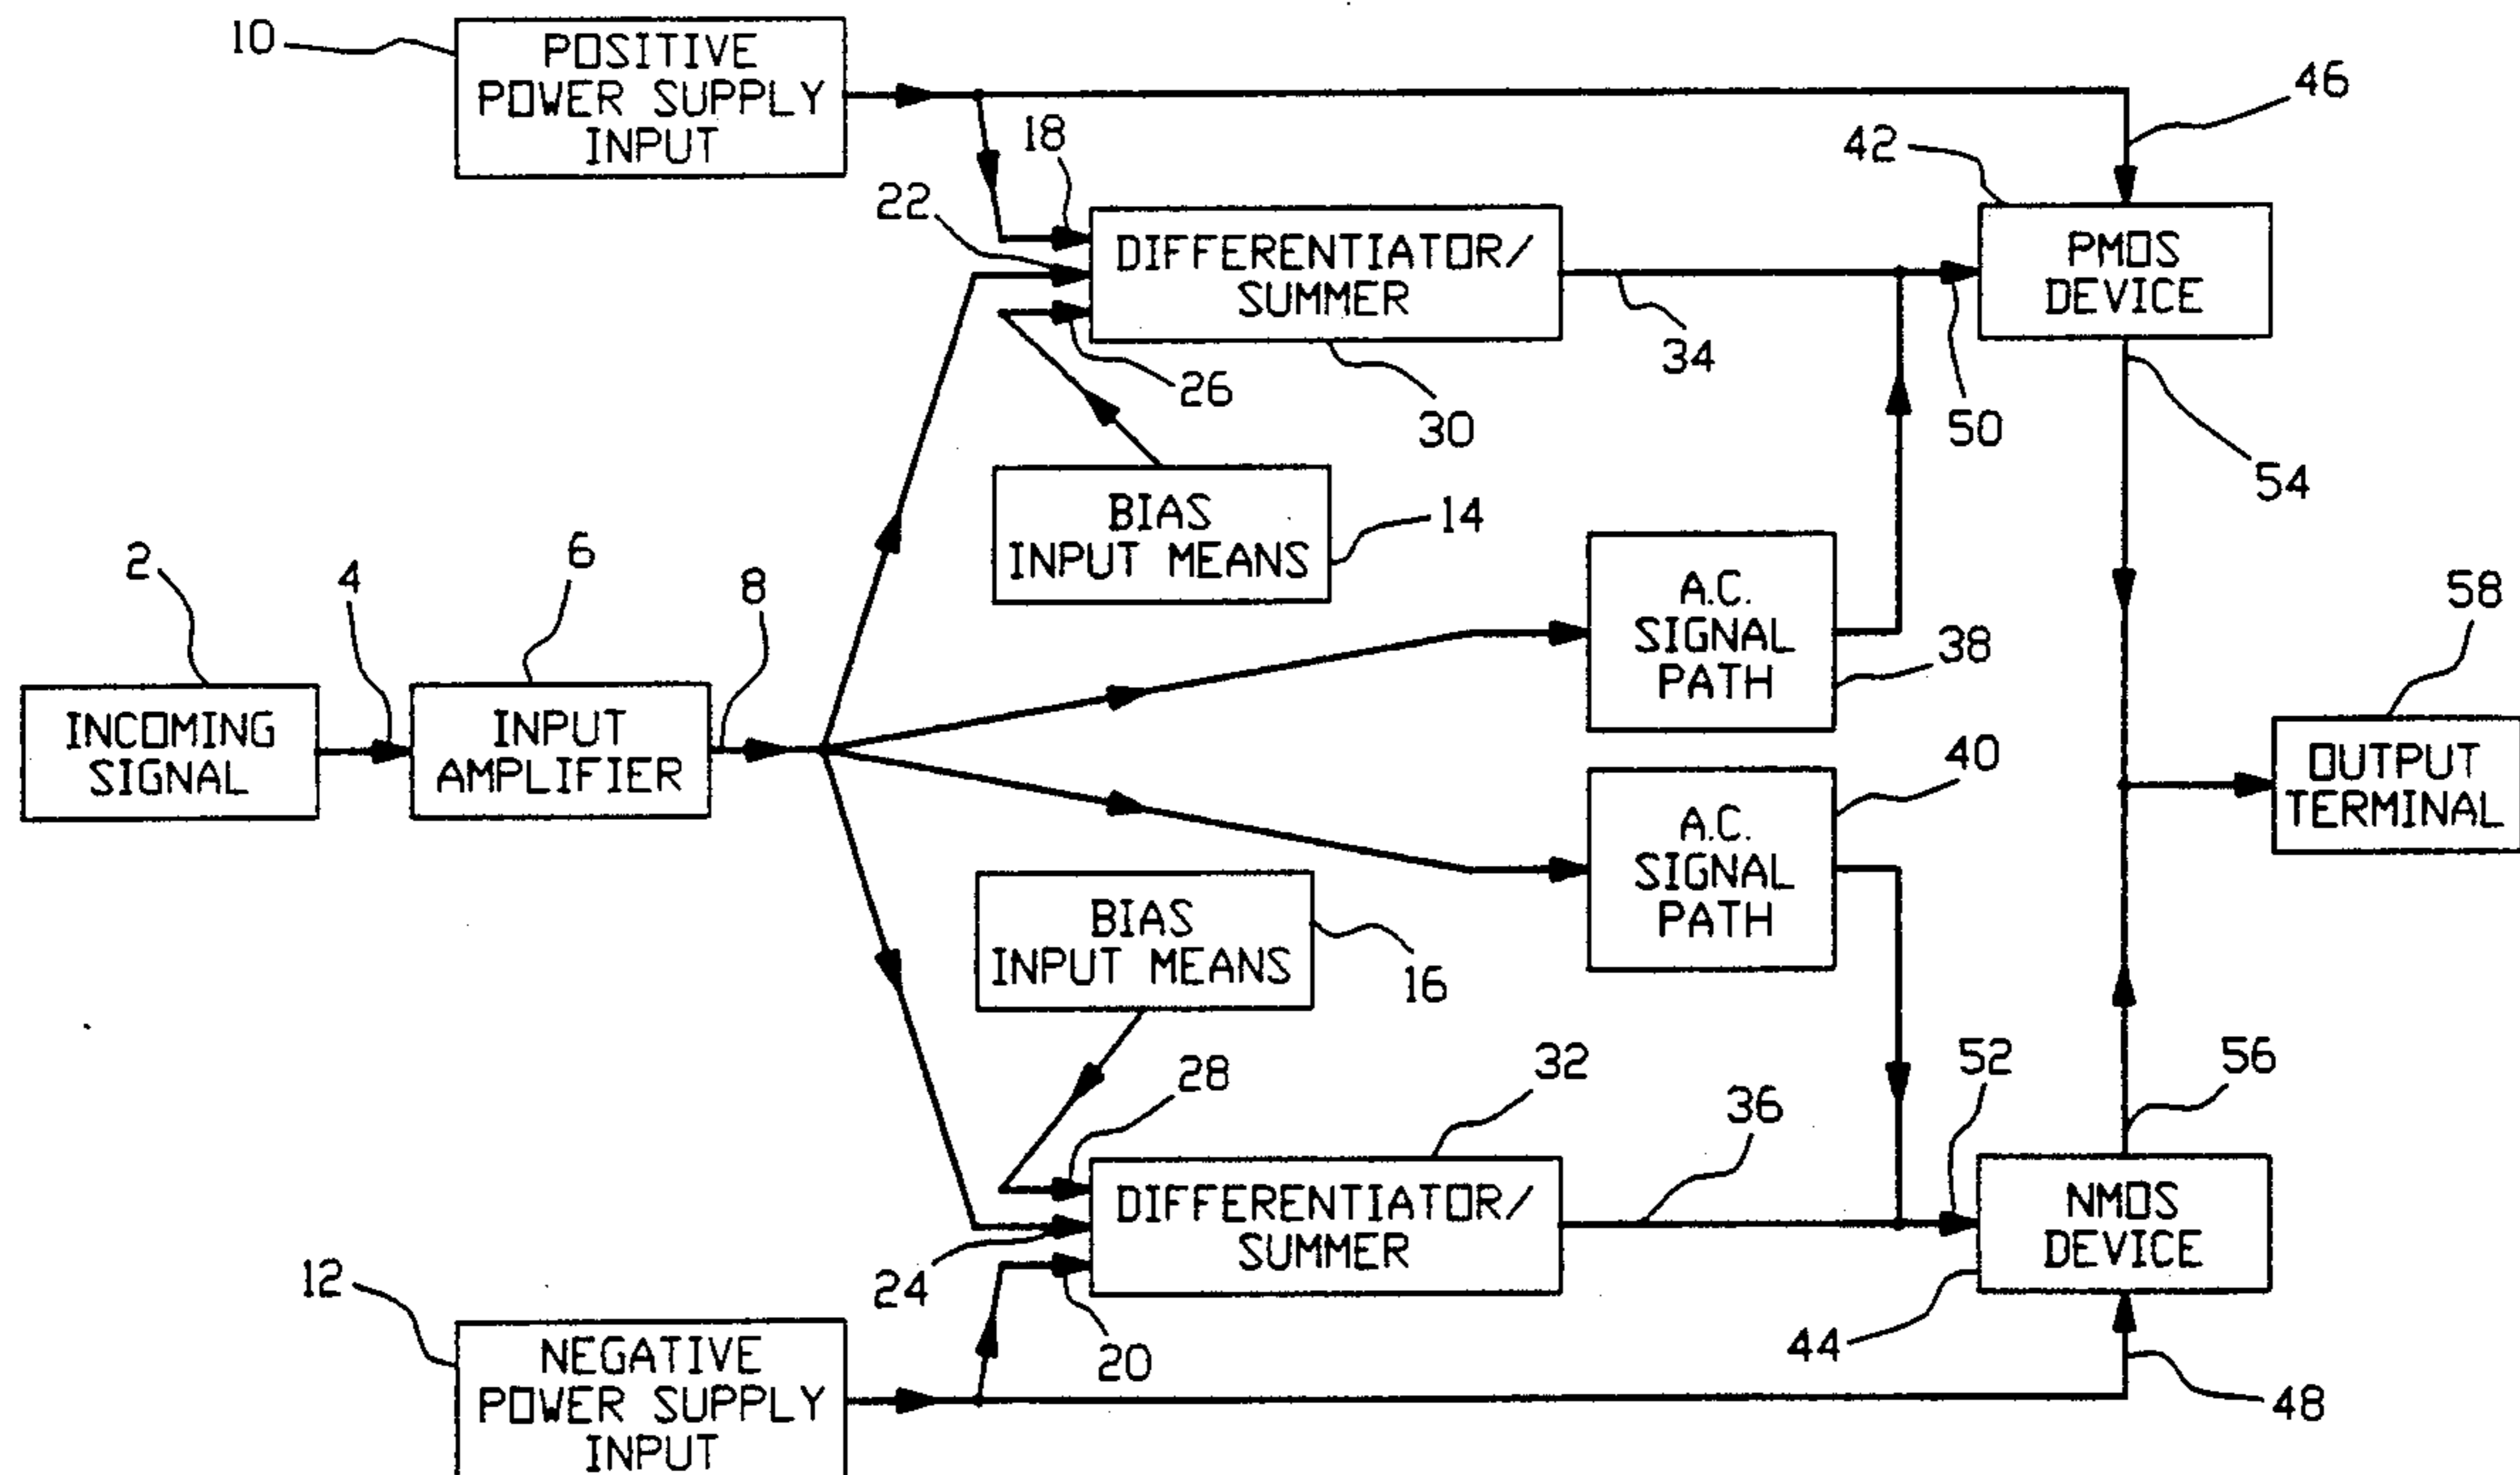 10
POSITIVE
POWER SUPPLY
INPUT
46
42
18
22
DIFFERENTIATOR/
SUMMER
PMOS
DEVICE
34
26
30
50
54
BIAS
INPUT MEANS
14
2
4
6
8
A.C.
SIGNAL
PATH
38
58
INCOMING
SIGNAL
INPUT
AMPLIFIER
OUTPUT
TERMINAL
40
A.C.
SIGNAL
PATH
BIAS
INPUT MEANS
16
28
32
36
52
56
DIFFERENTIATOR/
SUMMER
NMOS
DEVICE
24
12
20
44
48
NEGATIVE
POWER SUPPLY
INPUT